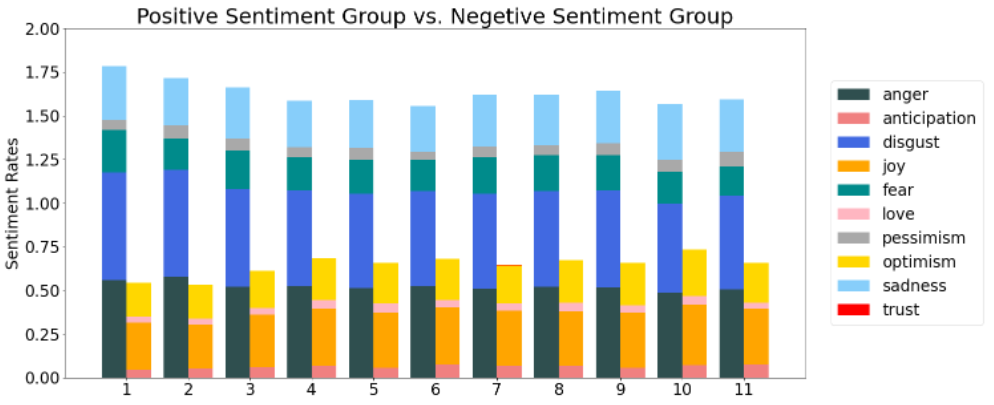 Positive Sentiment Group vs. Negetive Sentiment Group
Sentiment Rates
2.00
1.75
1.50
1.25
1.00
0.75
0.50
0.25
0.00
1 2 3 4 5 6 7 8 9 10 11
anger
anticipation
disgust
joy
fear
love
pessimism
optimism
sadness
trust